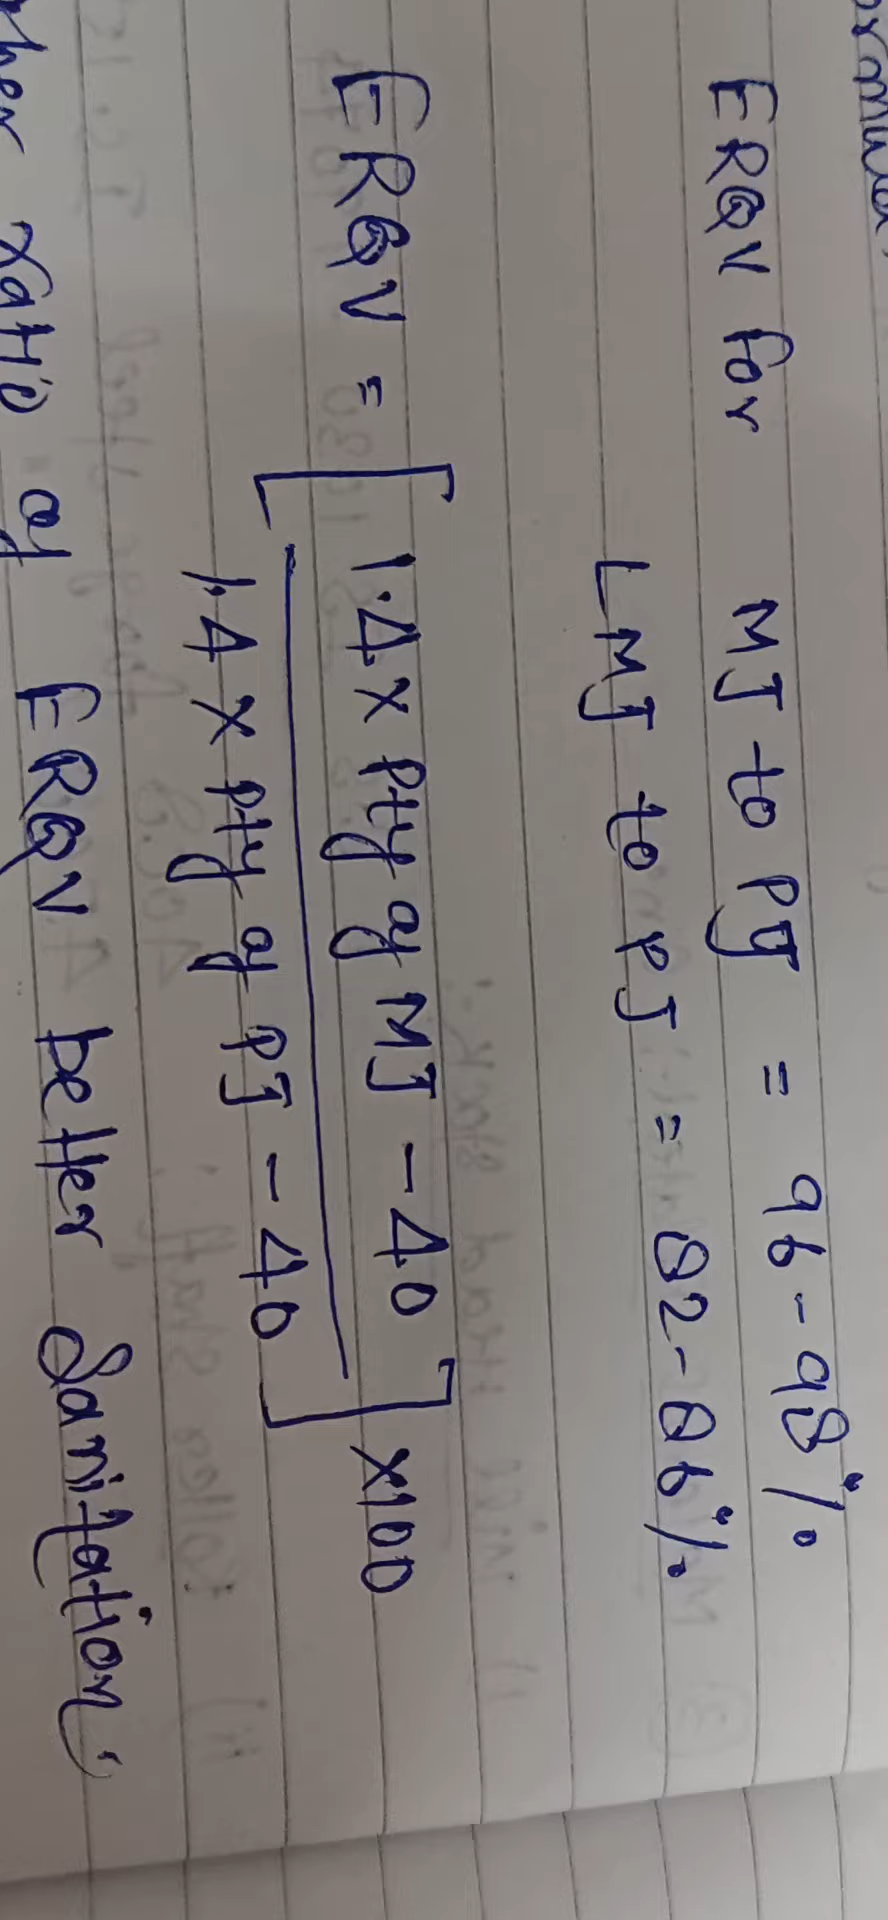 ERQV for MJ to PJ = 96-98%
LMJ to PJ = 82-86%
ERQV = [ 1.4 x Pty of MJ - 40
1.4 x Pty of PJ - 40 ] x100
ratio of ERQV better Sanitation.